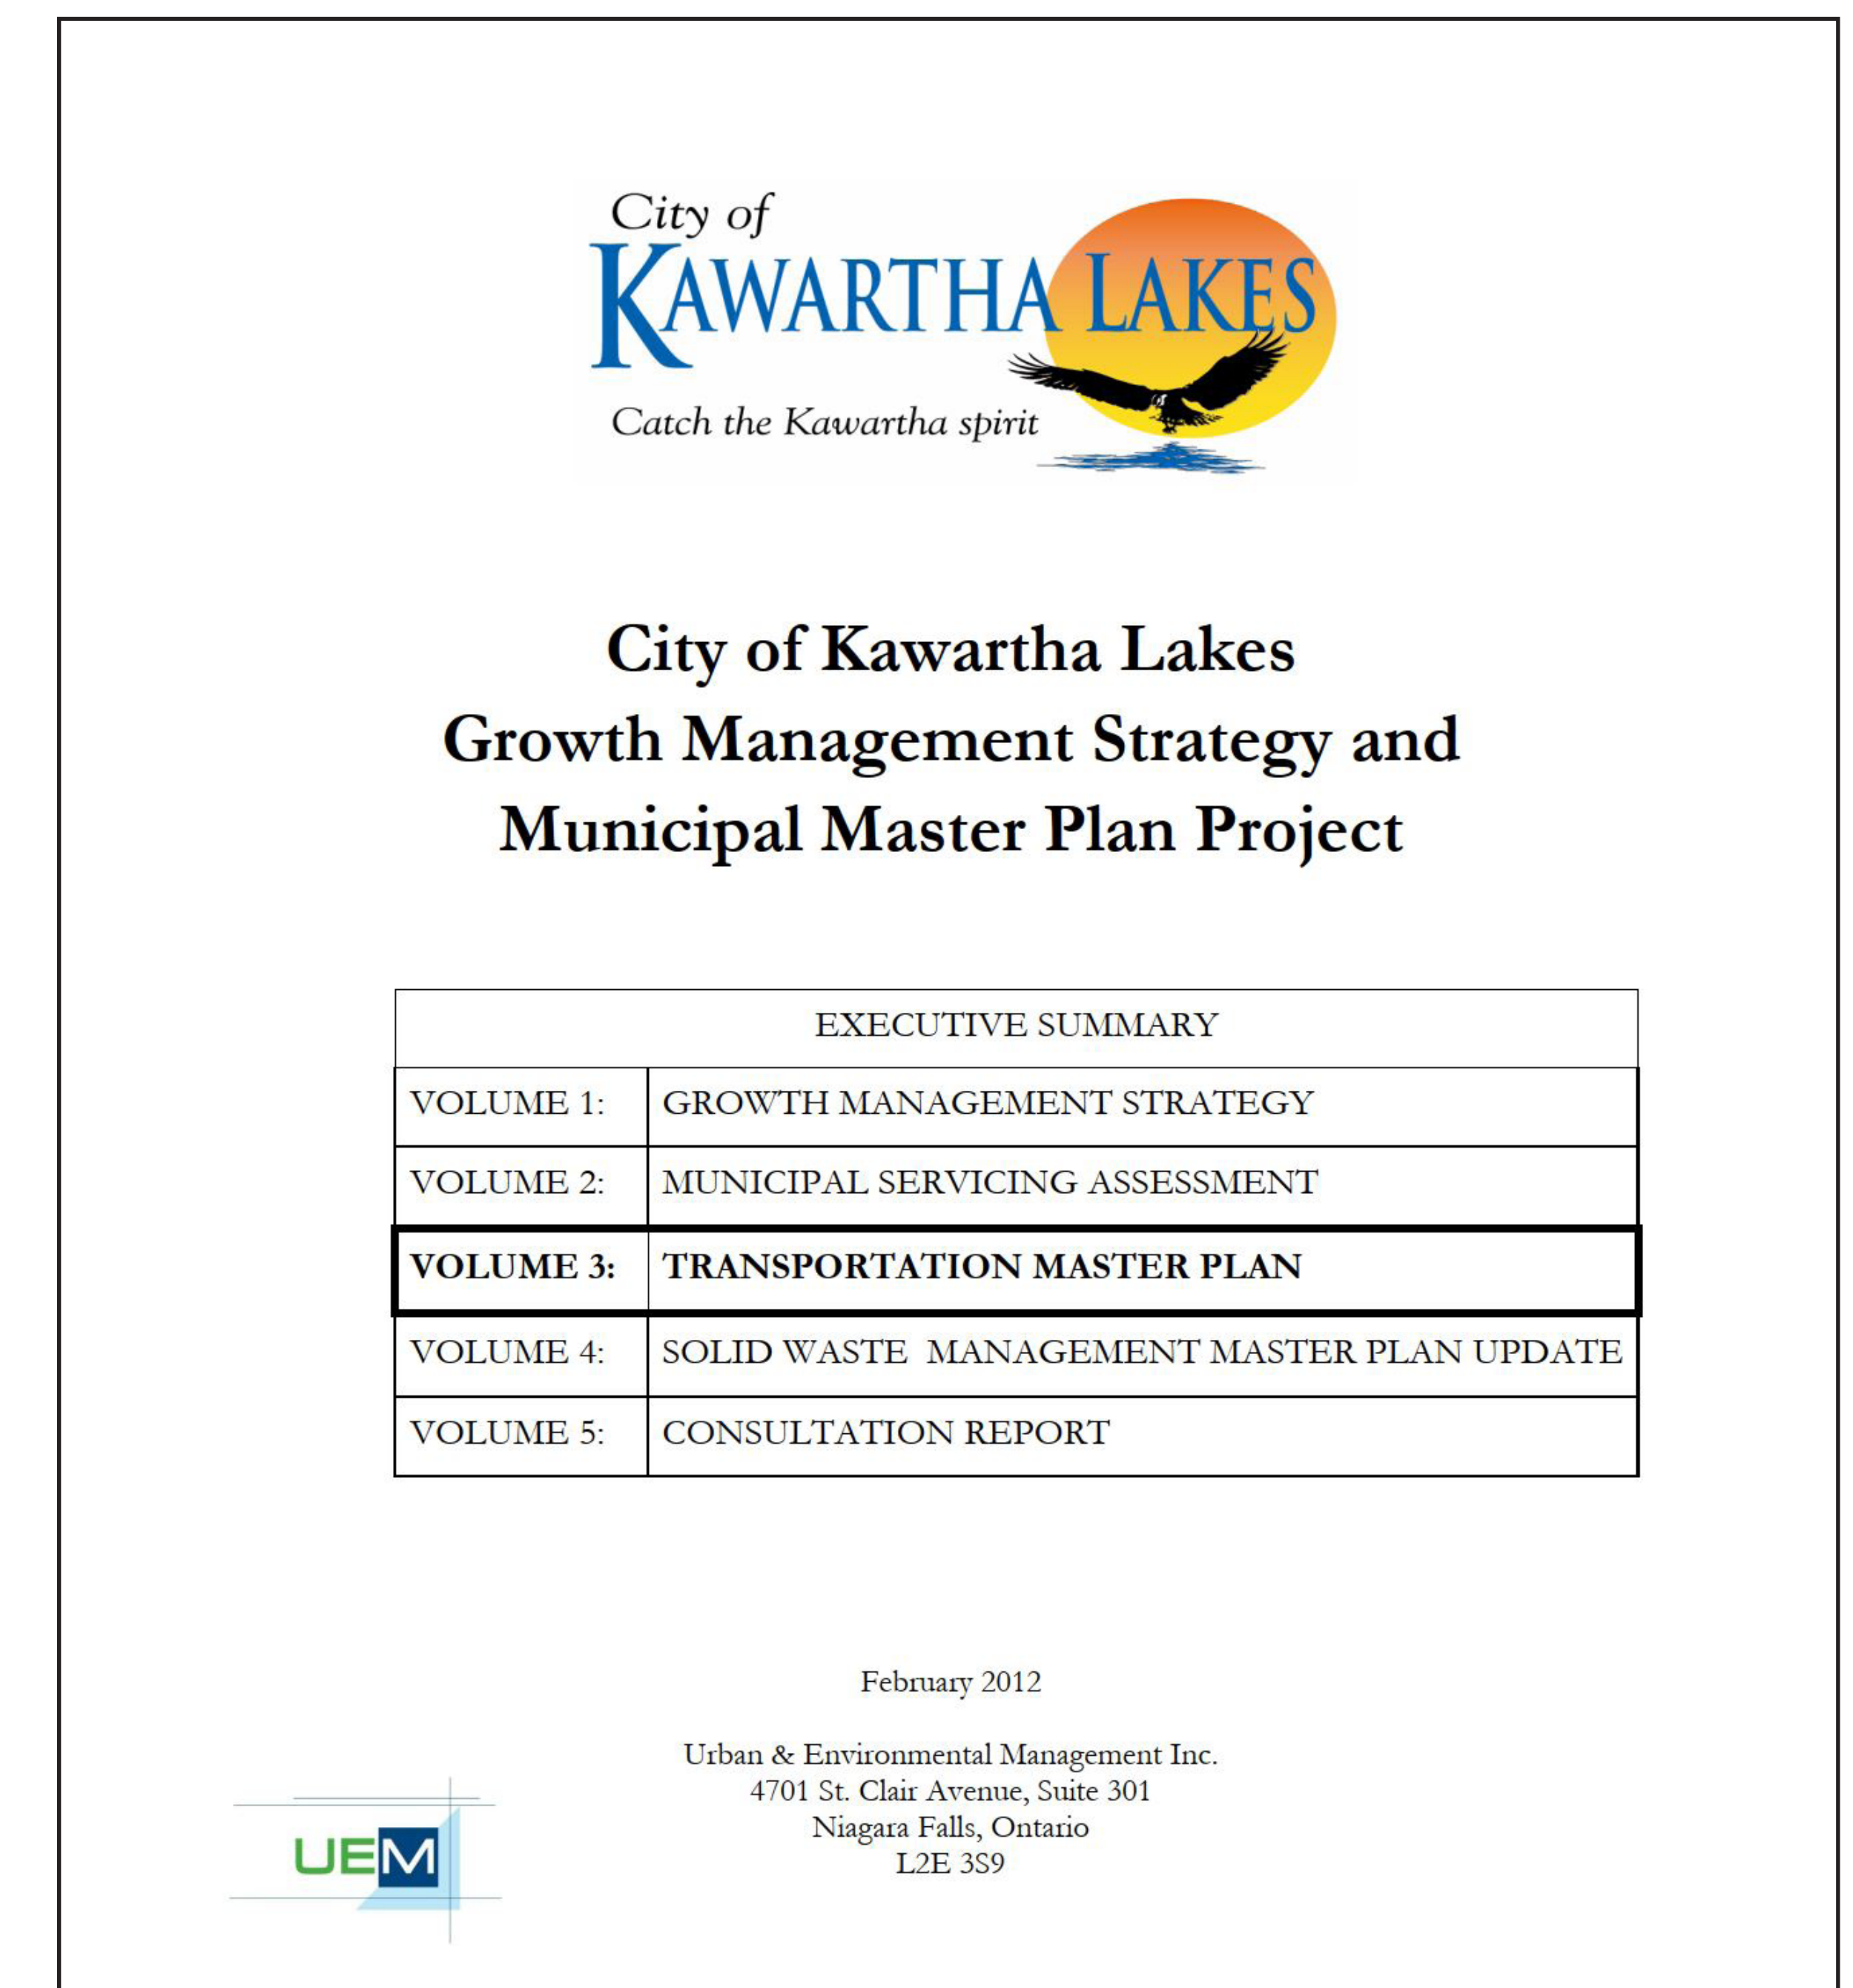 City of
KAWARTHA LAKES
Catch the Kawartha spirit
City of Kawartha Lakes
Growth Management Strategy and
Municipal Master Plan Project
EXECUTIVE SUMMARY
VOLUME 1: GROWTH MANAGEMENT STRATEGY
VOLUME 2: MUNICIPAL SERVICING ASSESSMENT
VOLUME 3: TRANSPORTATION MASTER PLAN
VOLUME 4: SOLID WASTE MANAGEMENT MASTER PLAN UPDATE
VOLUME 5: CONSULTATION REPORT
February 2012
Urban & Environmental Management Inc.
4701 St. Clair Avenue, Suite 301
Niagara Falls, Ontario
L2E 3S9
UEM